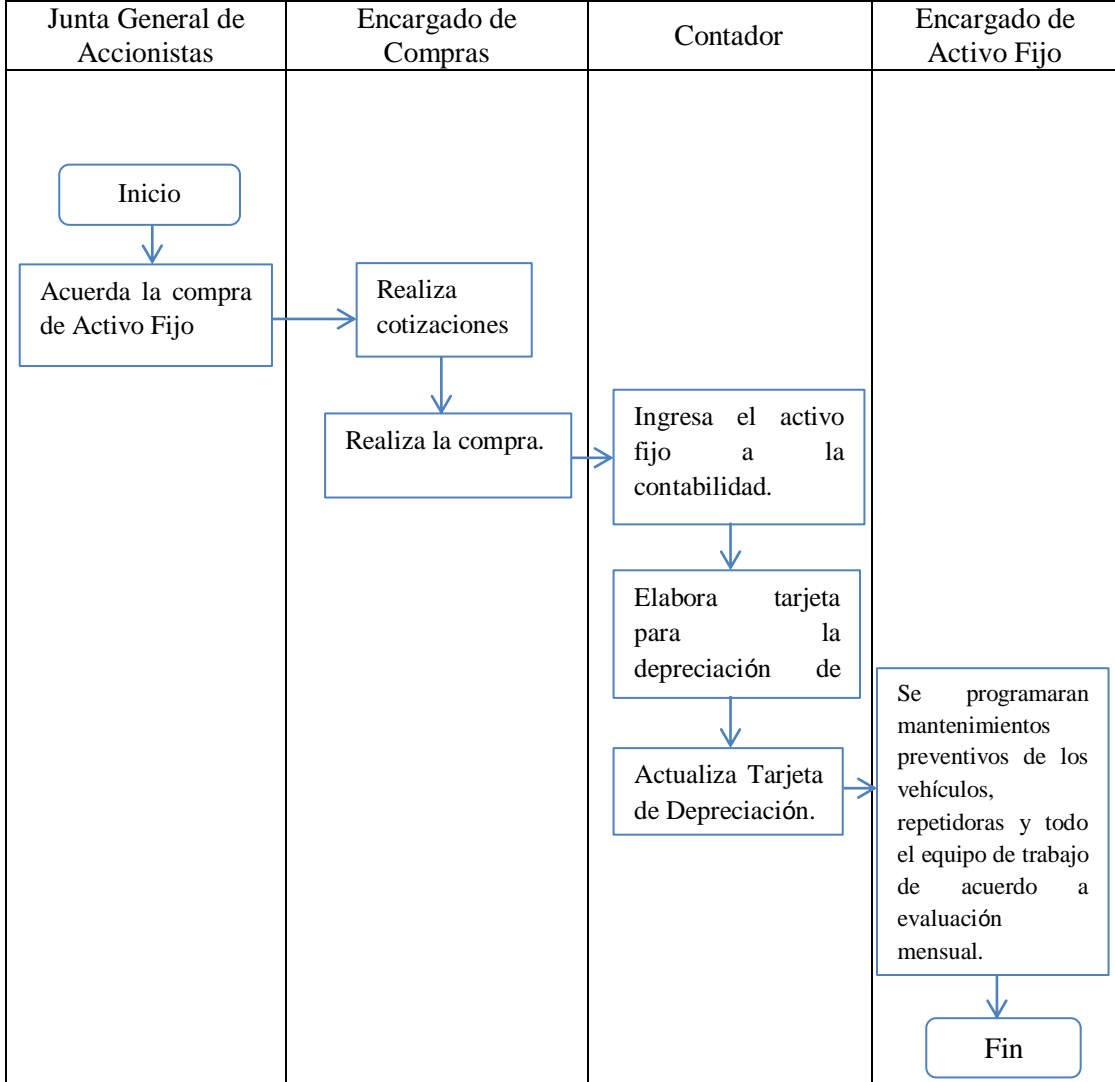 Junta General de
Accionistas
Encargado de
Compras
Contador
Encargado de
Activo Fijo
Inicio
Acuerda la compra
de Activo Fijo
Realiza
cotizaciones
Realiza la compra.
Ingresa el activo
fijo a la
contabilidad.
Elabora tarjeta
para la
depreciación de
Actualiza Tarjeta
de Depreciación.
Se programaran
mantenimientos
preventivos de los
vehículos,
repetidoras y todo
el equipo de trabajo
de acuerdo a
evaluación
mensual.
Fin